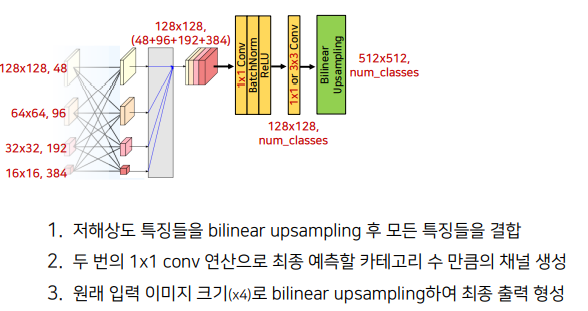 128x128,
(48+96+192+384)
128x128, 48
64x64, 96
32x32, 192
16x16, 384
1x1 Conv
BatchNorm
ReLU
1x1 or 3x3 Conv
128x128,
num_classes
Bilinear
Upsampling
512x512,
num_classes
1. 저해상도 특징들을 bilinear upsampling 후 모든 특징들을 결합
2. 두 번의 1x1 conv 연산으로 최종 예측할 카테고리 수 만큼의 채널 생성
3. 원래 입력 이미지 크기(x4)로 bilinear upsampling하여 최종 출력 형성